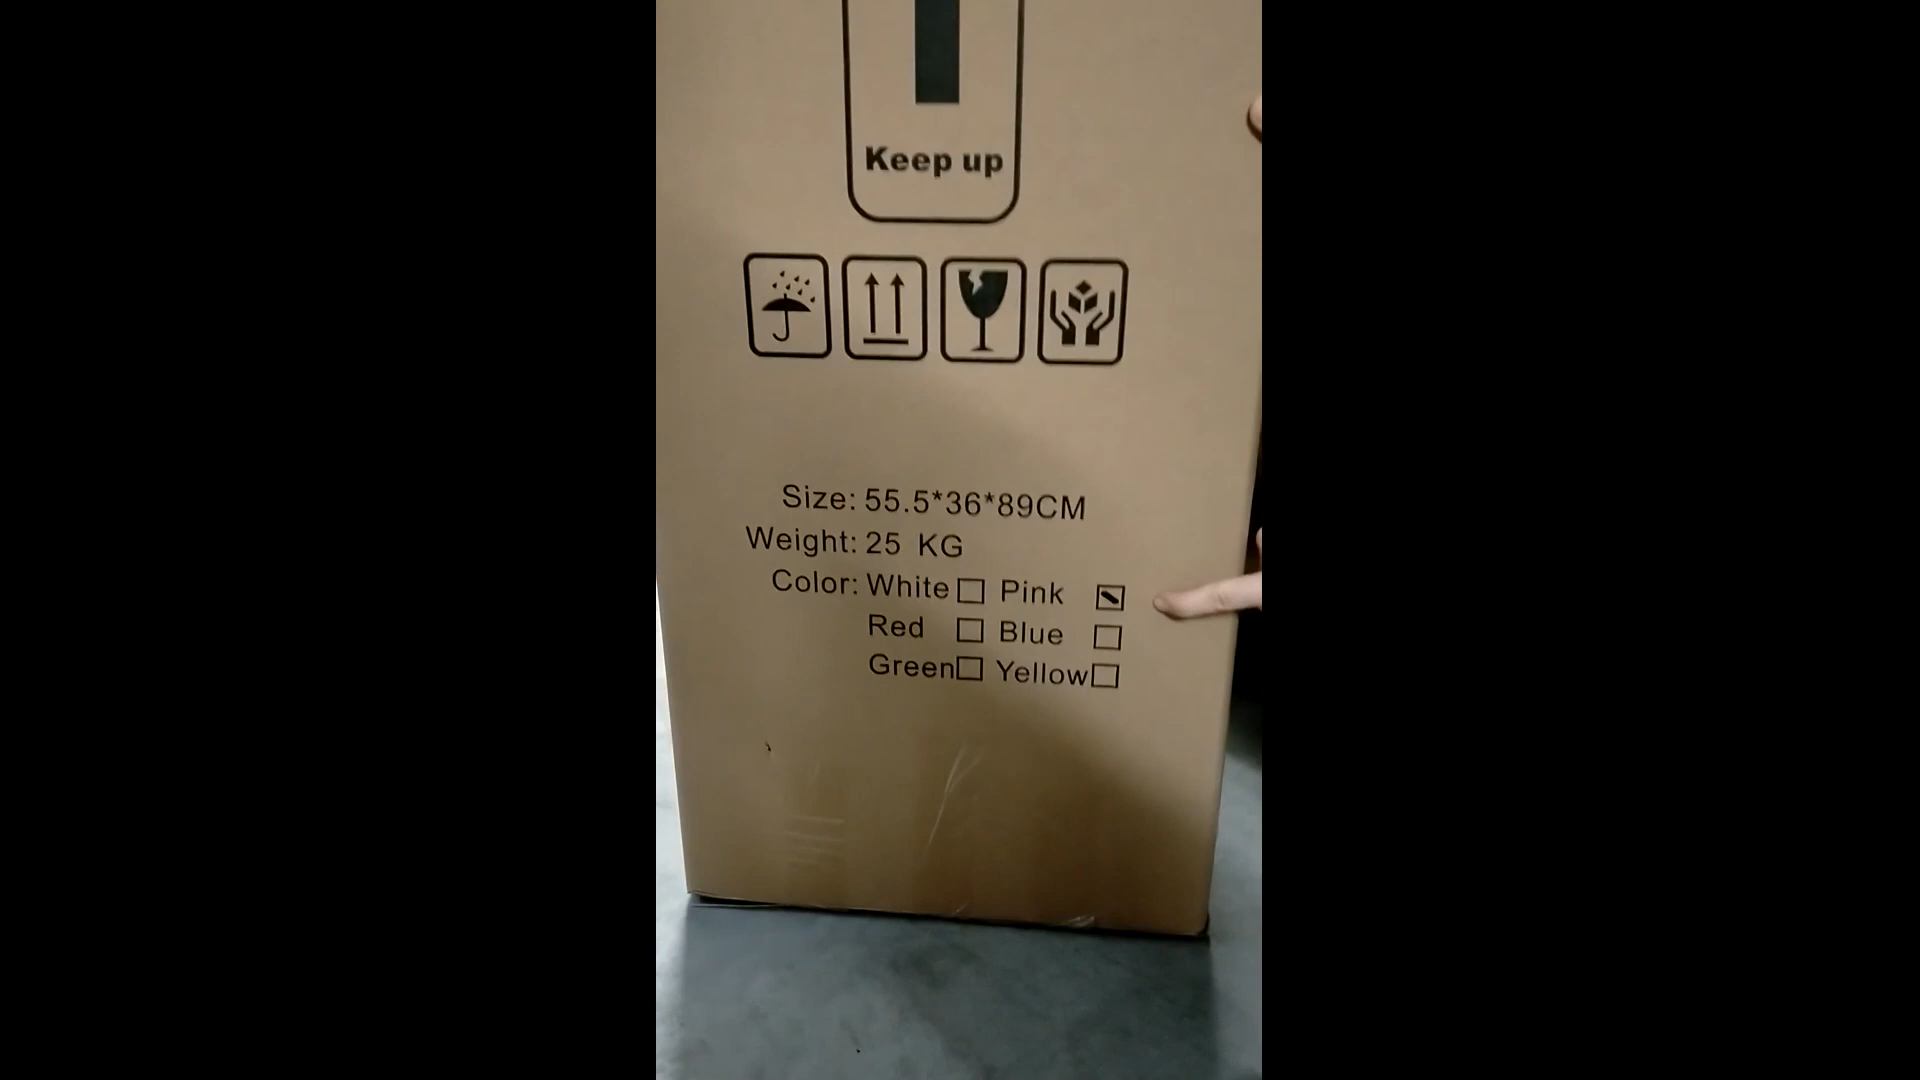 Keep up
Size: 55.5*36*89CM
Weight: 25 KG
Color: White Pink
Red Blue
Green Yellow